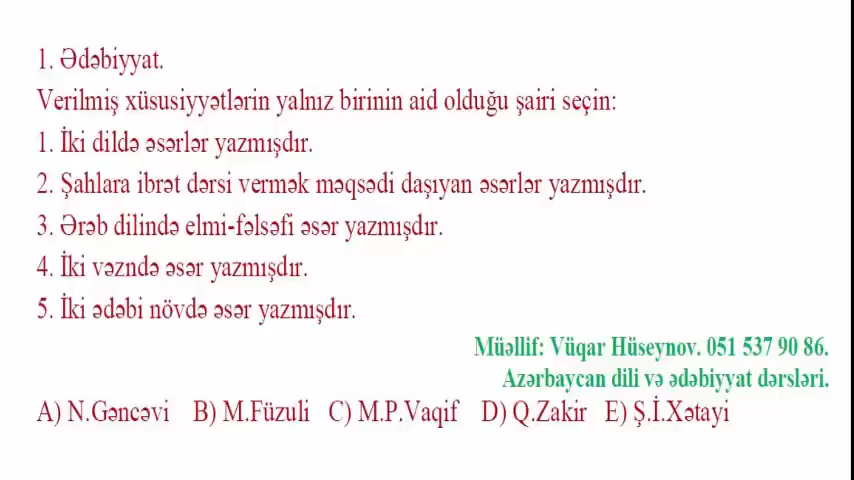 1. Ədəbiyyat.
Verilmiş xüsusiyyətlərin yalnız birinin aid olduğu şairi seçin:
1. İki dildə əsərlər yazmışdır.
2. Şahlara ibrət dərsi vermək məqsədi daşıyan əsərlər yazmışdır.
3. Ərəb dilində elmi-fəlsəfi əsər yazmışdır.
4. İki vəzndə əsər yazmışdır.
5. İki ədəbi növdə əsər yazmışdır.
Müəllif: Vüqar Hüseynov. 051 537 90 86.
Azərbaycan dili və ədəbiyyat dərsləri.
A) N.Gəncəvi B) M.Füzuli C) M.P.Vaqif D) Q.Zakir E) Ş.İ.Xətayi